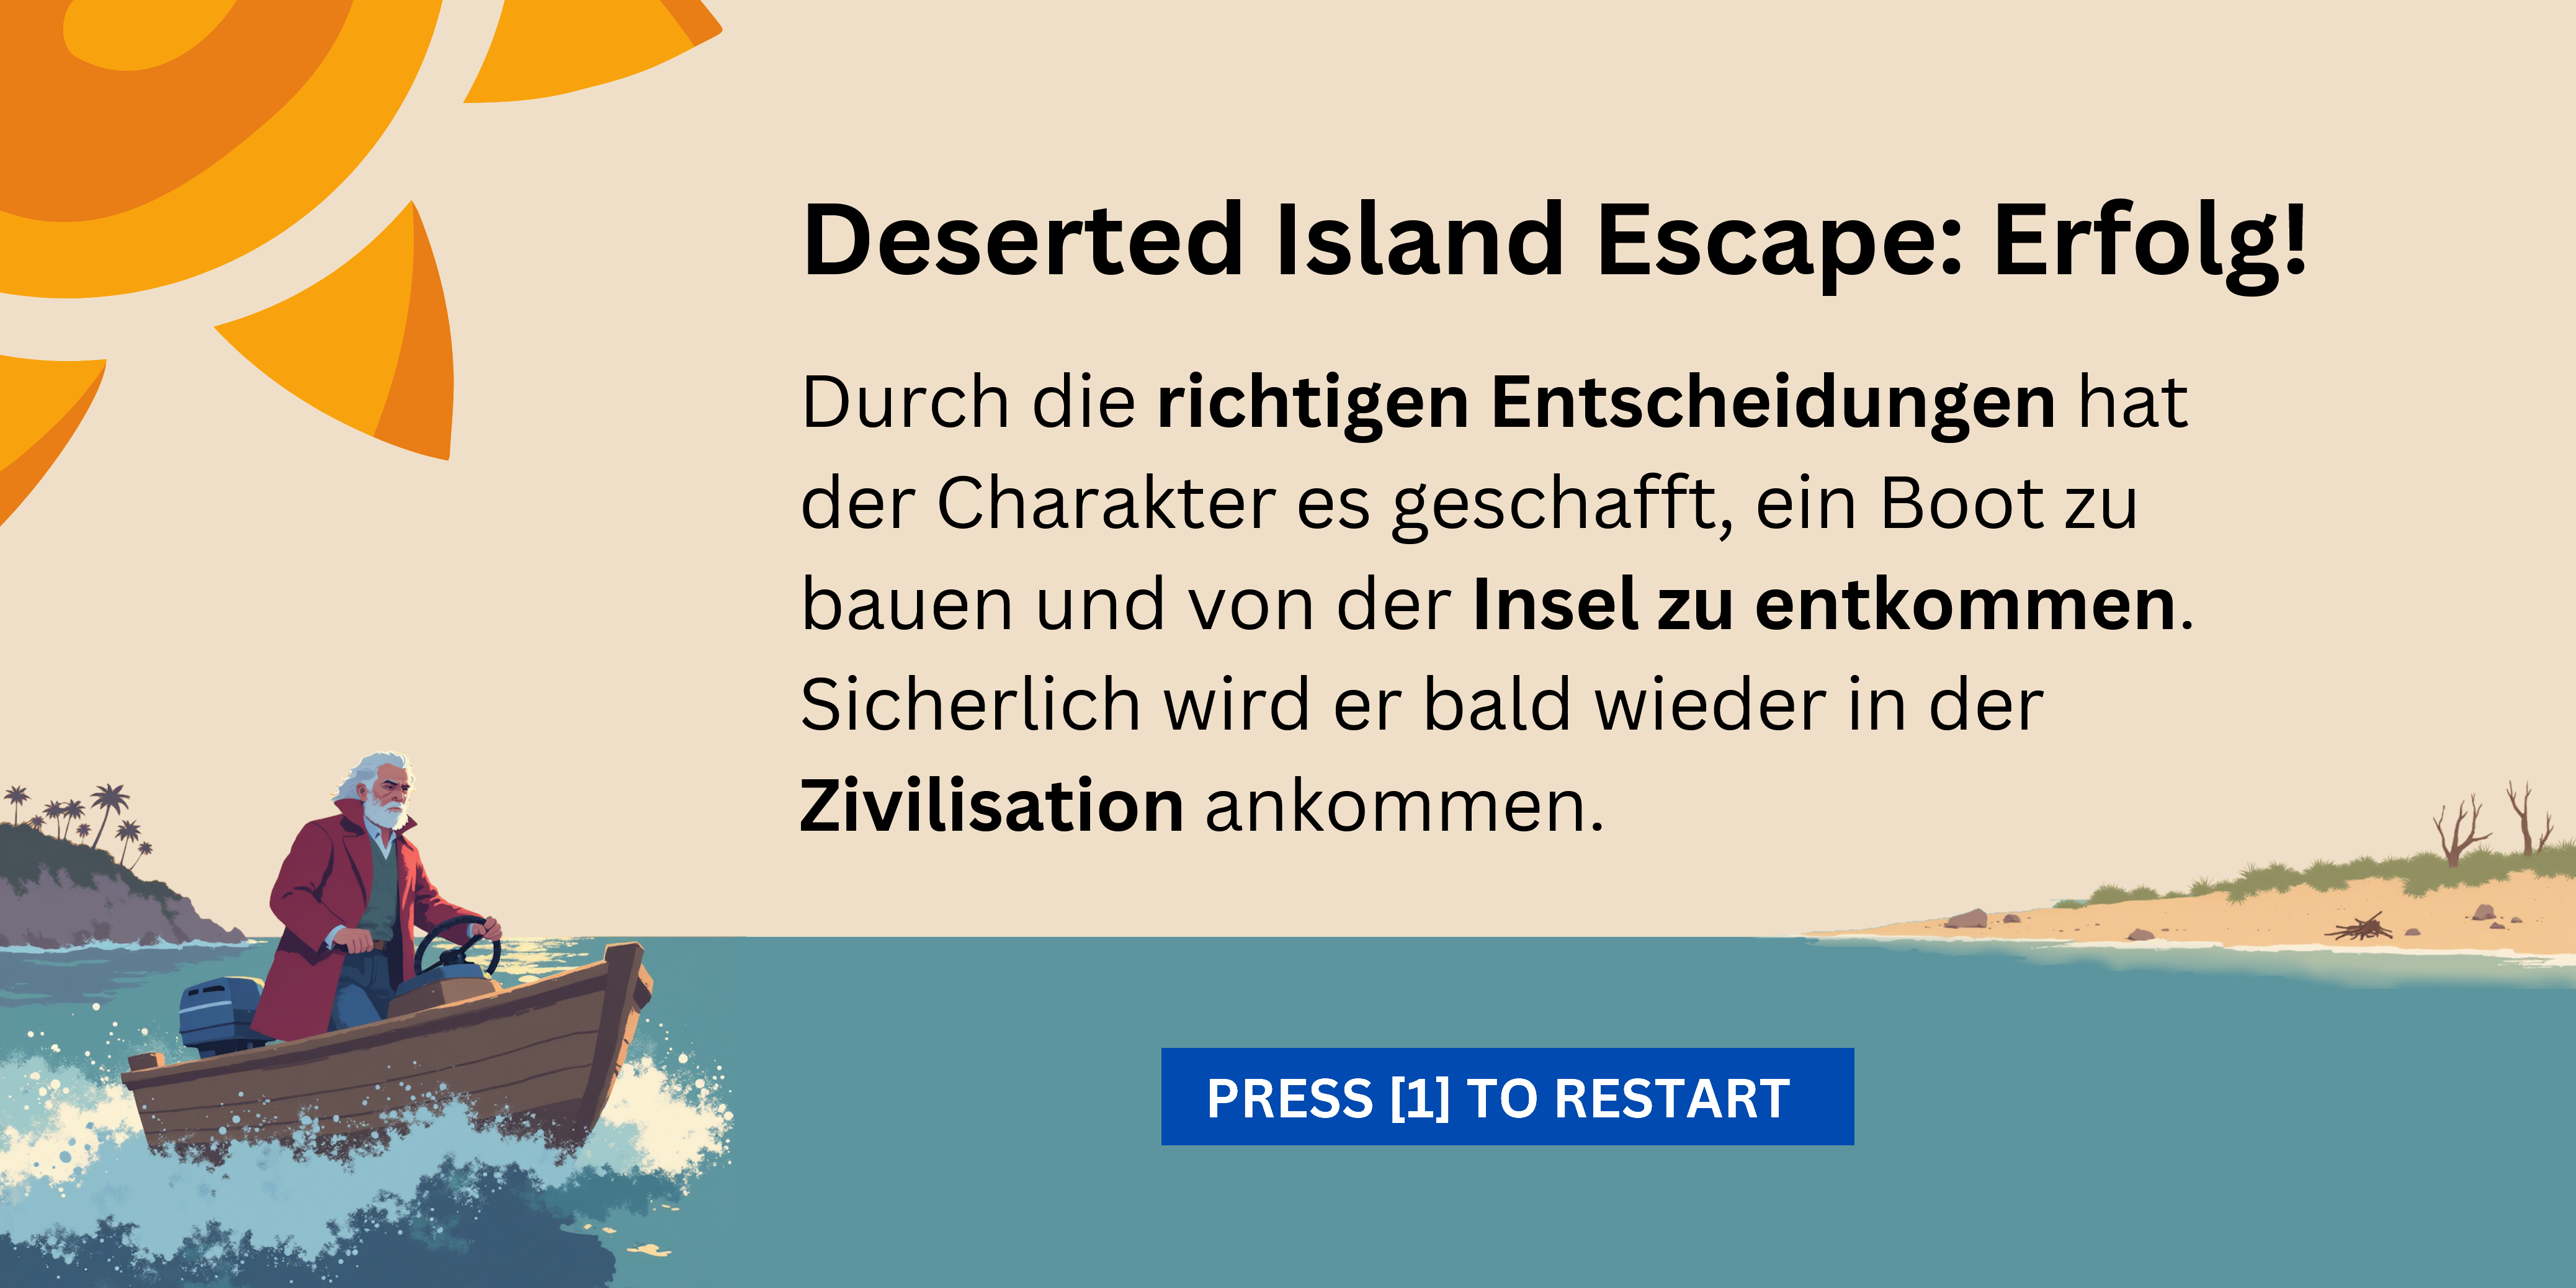 Deserted Island Escape: Erfolg!
Durch die richtigen Entscheidungen hat
der Charakter es geschafft, ein Boot zu
bauen und von der Insel zu entkommen.
Sicherlich wird er bald wieder in der
Zivilisation ankommen.
PRESS [1] TO RESTART